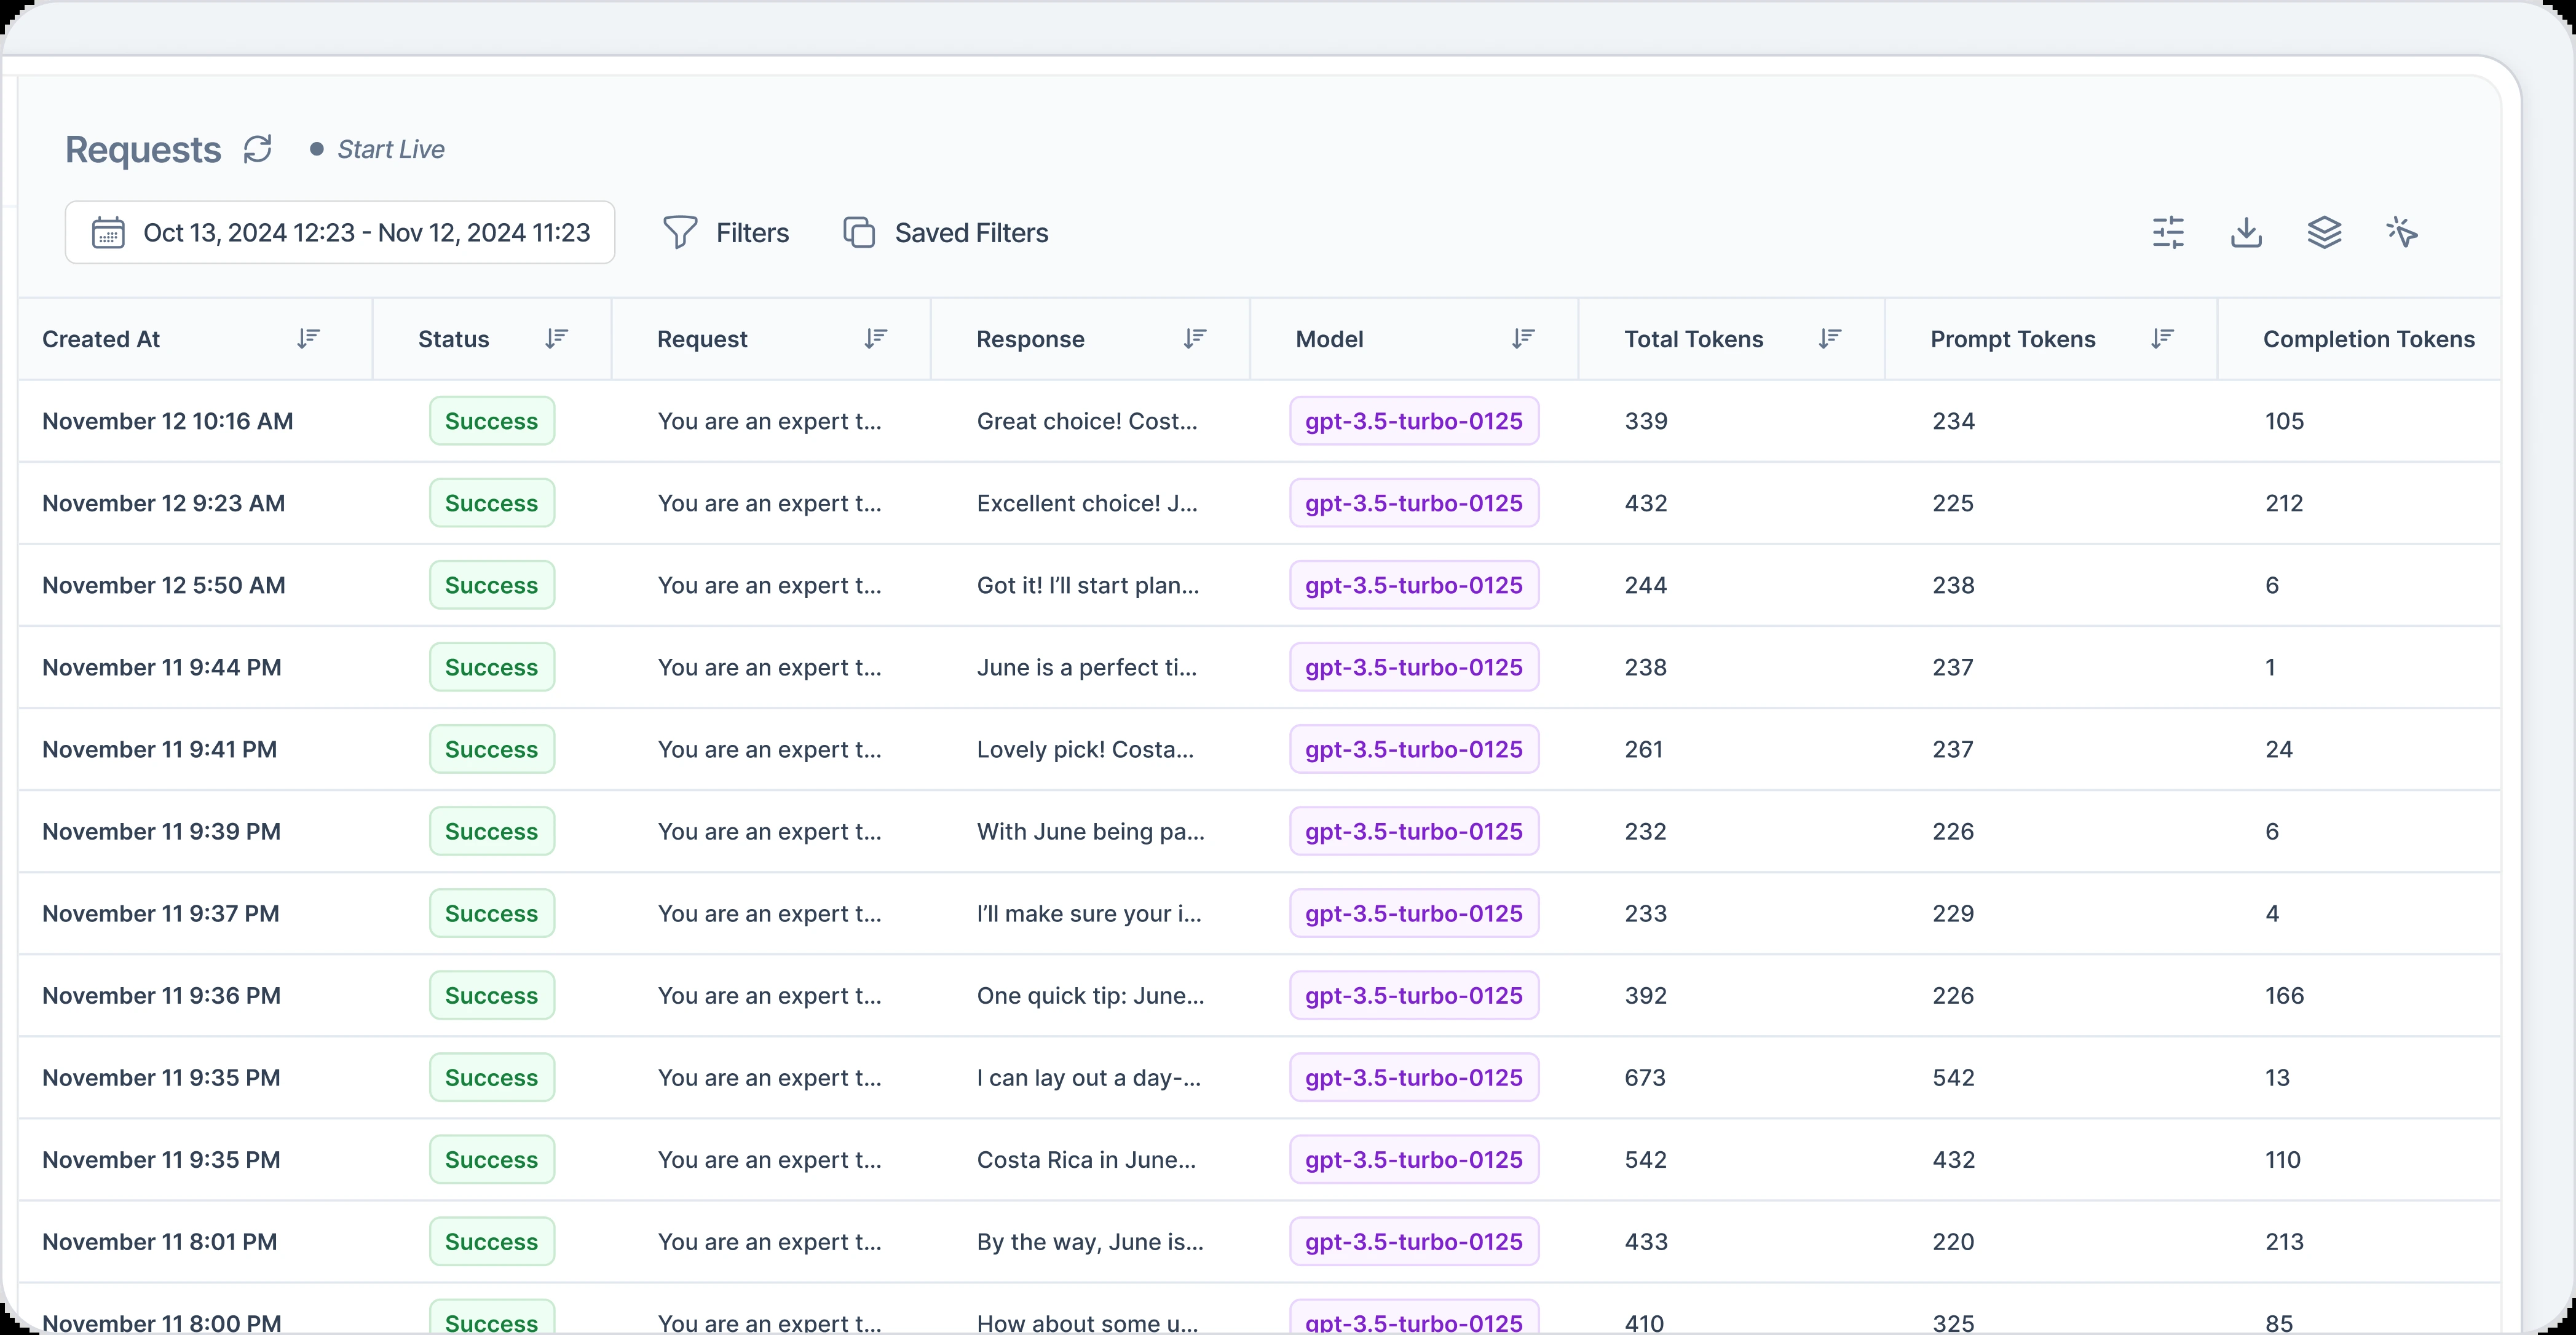 Requests Start Live
Oct 13, 2024 12:23 - Nov 12, 2024 11:23 Filters Saved Filters
Created At Status Request Response Model Total Tokens Prompt Tokens Completion Tokens
November 12 10:16 AM Success You are an expert t... Great choice! Cost... gpt-3.5-turbo-0125 339 234 105
November 12 9:23 AM Success You are an expert t... Excellent choice! J... gpt-3.5-turbo-0125 432 225 212
November 12 5:50 AM Success You are an expert t... Got it! I’ll start plan... gpt-3.5-turbo-0125 244 238 6
November 11 9:44 PM Success You are an expert t... June is a perfect ti... gpt-3.5-turbo-0125 238 237 1
November 11 9:41 PM Success You are an expert t... Lovely pick! Costa... gpt-3.5-turbo-0125 261 237 24
November 11 9:39 PM Success You are an expert t... With June being pa... gpt-3.5-turbo-0125 232 226 6
November 11 9:37 PM Success You are an expert t... I’ll make sure your i... gpt-3.5-turbo-0125 233 229 4
November 11 9:36 PM Success You are an expert t... One quick tip: June... gpt-3.5-turbo-0125 392 226 166
November 11 9:35 PM Success You are an expert t... I can lay out a day-... gpt-3.5-turbo-0125 673 542 13
November 11 9:35 PM Success You are an expert t... Costa Rica in June... gpt-3.5-turbo-0125 542 432 110
November 11 8:01 PM Success You are an expert t... By the way, June is... gpt-3.5-turbo-0125 433 220 213
November 11 8:00 PM Success You are an expert t... How about some u... gpt-3.5-turbo-0125 410 325 85